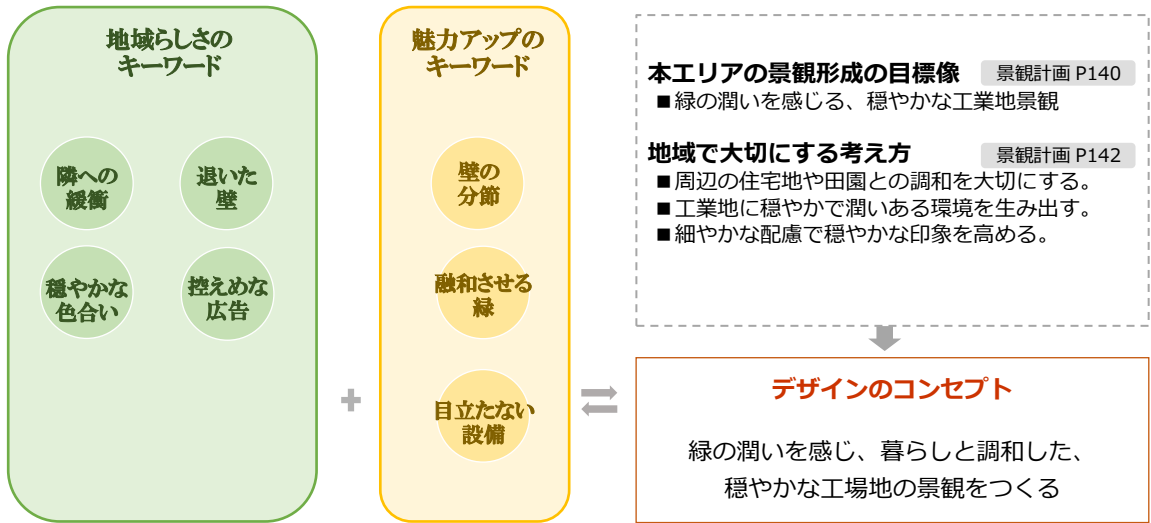 地域らしさの
キーワード
隣への
緩衝
退いた
壁
穏やかな
色合い
控えめな
広告
+
魅力アップの
キーワード
壁の
分節
融和させる
緑
目立たない
設備
本エリアの景観形成の目標像 景観計画 P140
■緑の潤いを感じる、穏やかな工業地景観
地域で大切にする考え方 景観計画 P142
■周辺の住宅地や田園との調和を大切にする。
■工業地に穏やかで潤いある環境を生み出す。
■細やかな配慮で穏やかな印象を高める。
デザインのコンセプト
緑の潤いを感じ、暮らしと調和した、
穏やかな工場地の景観をつくる